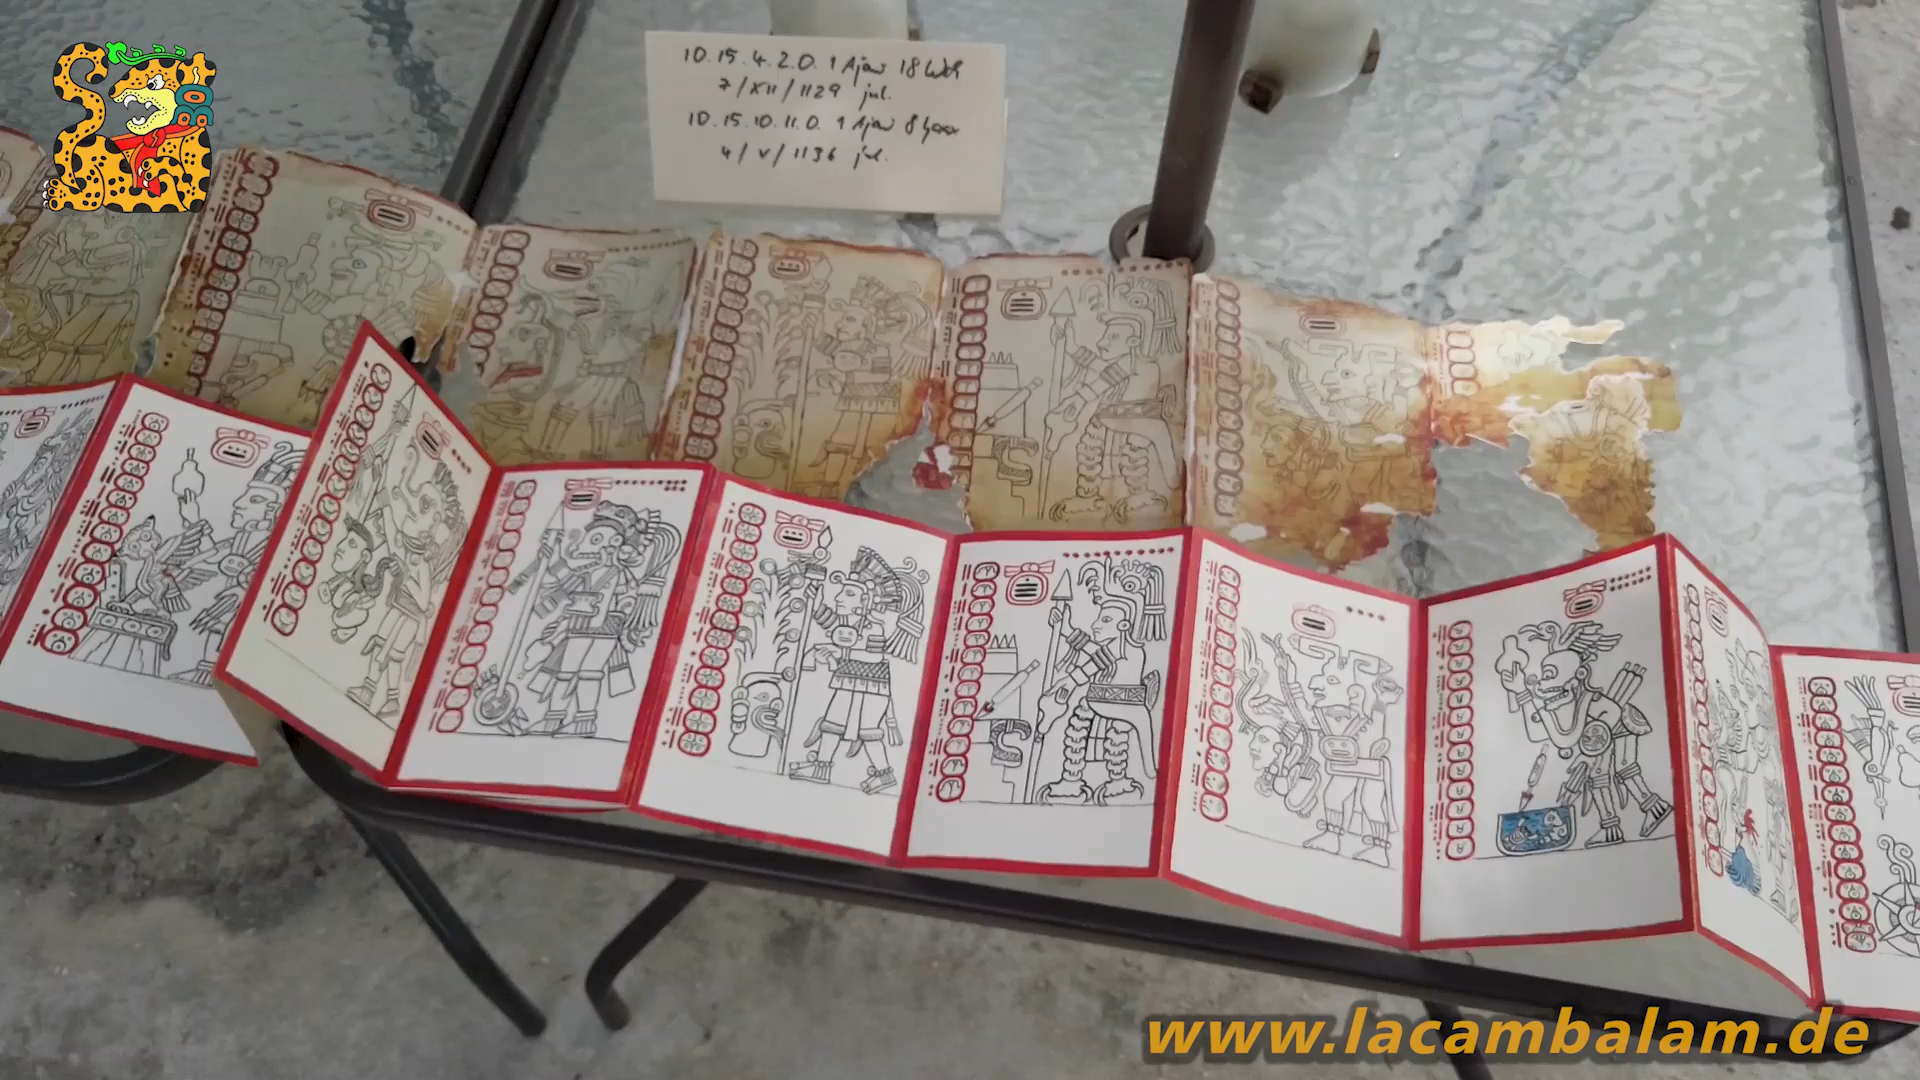 10.15.4.2.0. 1 Ajaw 18 Woh
7/XII/1129 jul.
10.15.10.11.0. 1 Ajaw 8 Yax
4/V/1136 jul.
www.lacambalam.de